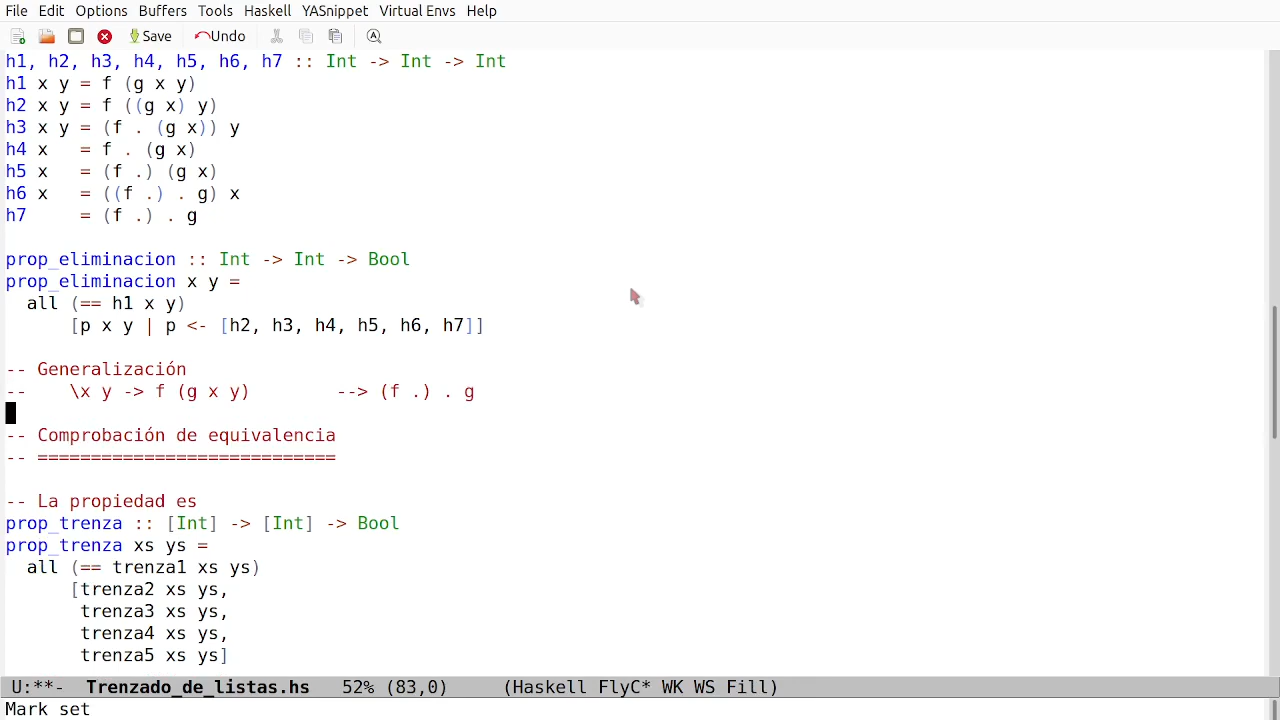 File Edit Options Buffers Tools Haskell YASnippet Virtual Envs Help
Save Undo
h1, h2, h3, h4, h5, h6, h7 :: Int -> Int -> Int
h1 x y = f (g x y)
h2 x y = f ((g x) y)
h3 x y = (f . (g x)) y
h4 x   = f . (g x)
h5 x   = (f .) (g x)
h6 x   = ((f .) . g) x
h7     = (f .) . g
prop_eliminacion :: Int -> Int -> Bool
prop_eliminacion x y =
  all (== h1 x y)
      [p x y | p <- [h2, h3, h4, h5, h6, h7]]
-- Generalización
--    \x y -> f (g x y)        --> (f .) . g
-- Comprobación de equivalencia
-- ============================
-- La propiedad es
prop_trenza :: [Int] -> [Int] -> Bool
prop_trenza xs ys =
  all (== trenza1 xs ys)
      [trenza2 xs ys,
       trenza3 xs ys,
       trenza4 xs ys,
       trenza5 xs ys]
U:**-  Trenzado_de_listas.hs   52% (83,0)     (Haskell FlyC* WK WS Fill)
Mark set